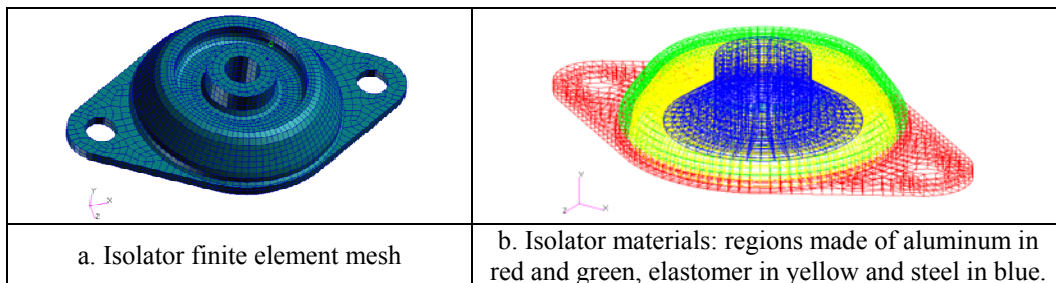 Y
X
Z
Y
Z
X
a. Isolator finite element mesh
b. Isolator materials: regions made of aluminum in
red and green, elastomer in yellow and steel in blue.